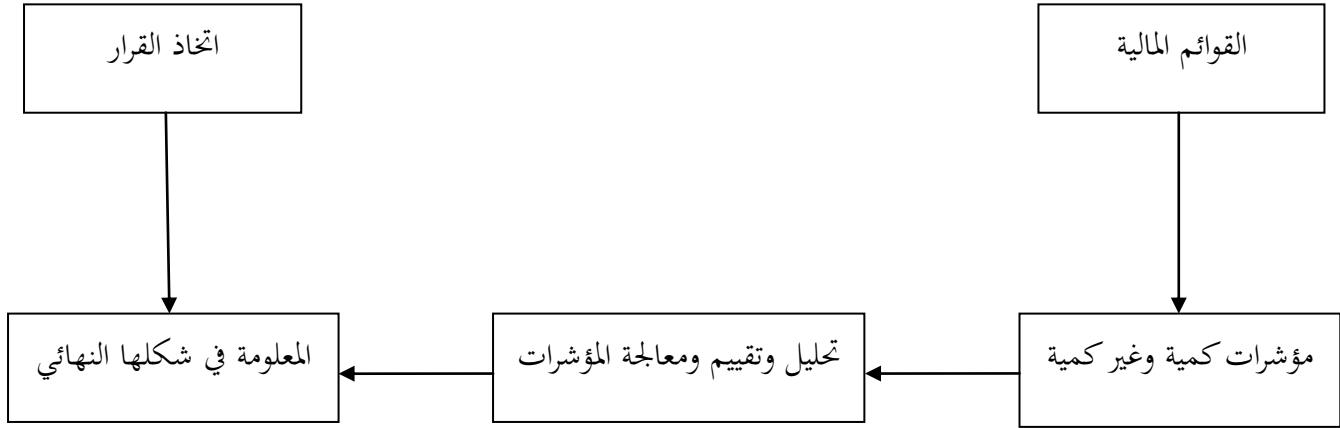 القوائم المالية
اتخاذ القرار
مؤشرات كمية وغير كمية
تحليل وتقييم ومعالجة المؤشرات
المعلومة في شكلها النهائي